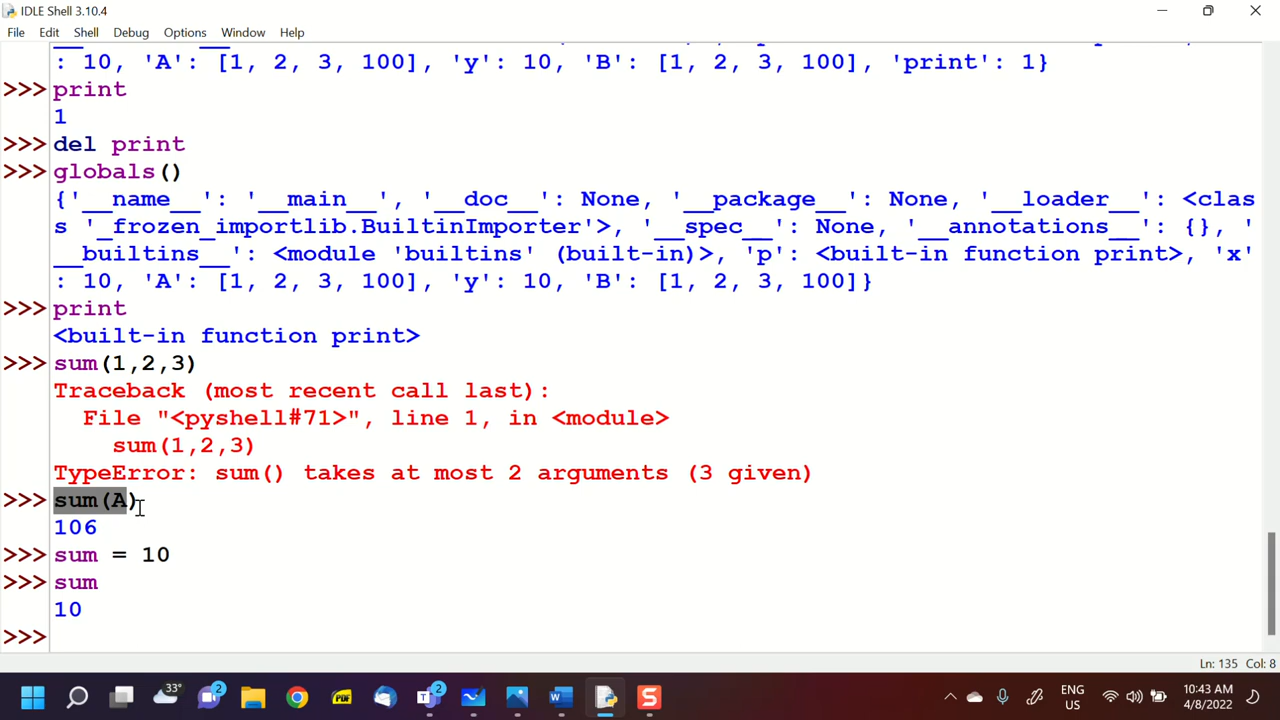 IDLE Shell 3.10.4
File Edit Shell Debug Options Window Help
: 10, 'A': [1, 2, 3, 100], 'y': 10, 'B': [1, 2, 3, 100], 'print': 1}
>>> print
1
>>> del print
>>> globals()
{'__name__': '__main__', '__doc__': None, '__package__': None, '__loader__': <clas
s '_frozen_importlib.BuiltinImporter'>, '__spec__': None, '__annotations__': {}, '
__builtins__': <module 'builtins' (built-in)>, 'p': <built-in function print>, 'x'
: 10, 'A': [1, 2, 3, 100], 'y': 10, 'B': [1, 2, 3, 100]}
>>> print
<built-in function print>
>>> sum(1,2,3)
Traceback (most recent call last):
File "<pyshell#71>", line 1, in <module>
sum(1,2,3)
TypeError: sum() takes at most 2 arguments (3 given)
>>> sum(A)
106
>>> sum = 10
>>> sum
10
>>>
Ln: 135 Col: 8
33° 2 PDF 2 W S ENG 10:43 AM
US 4/8/2022